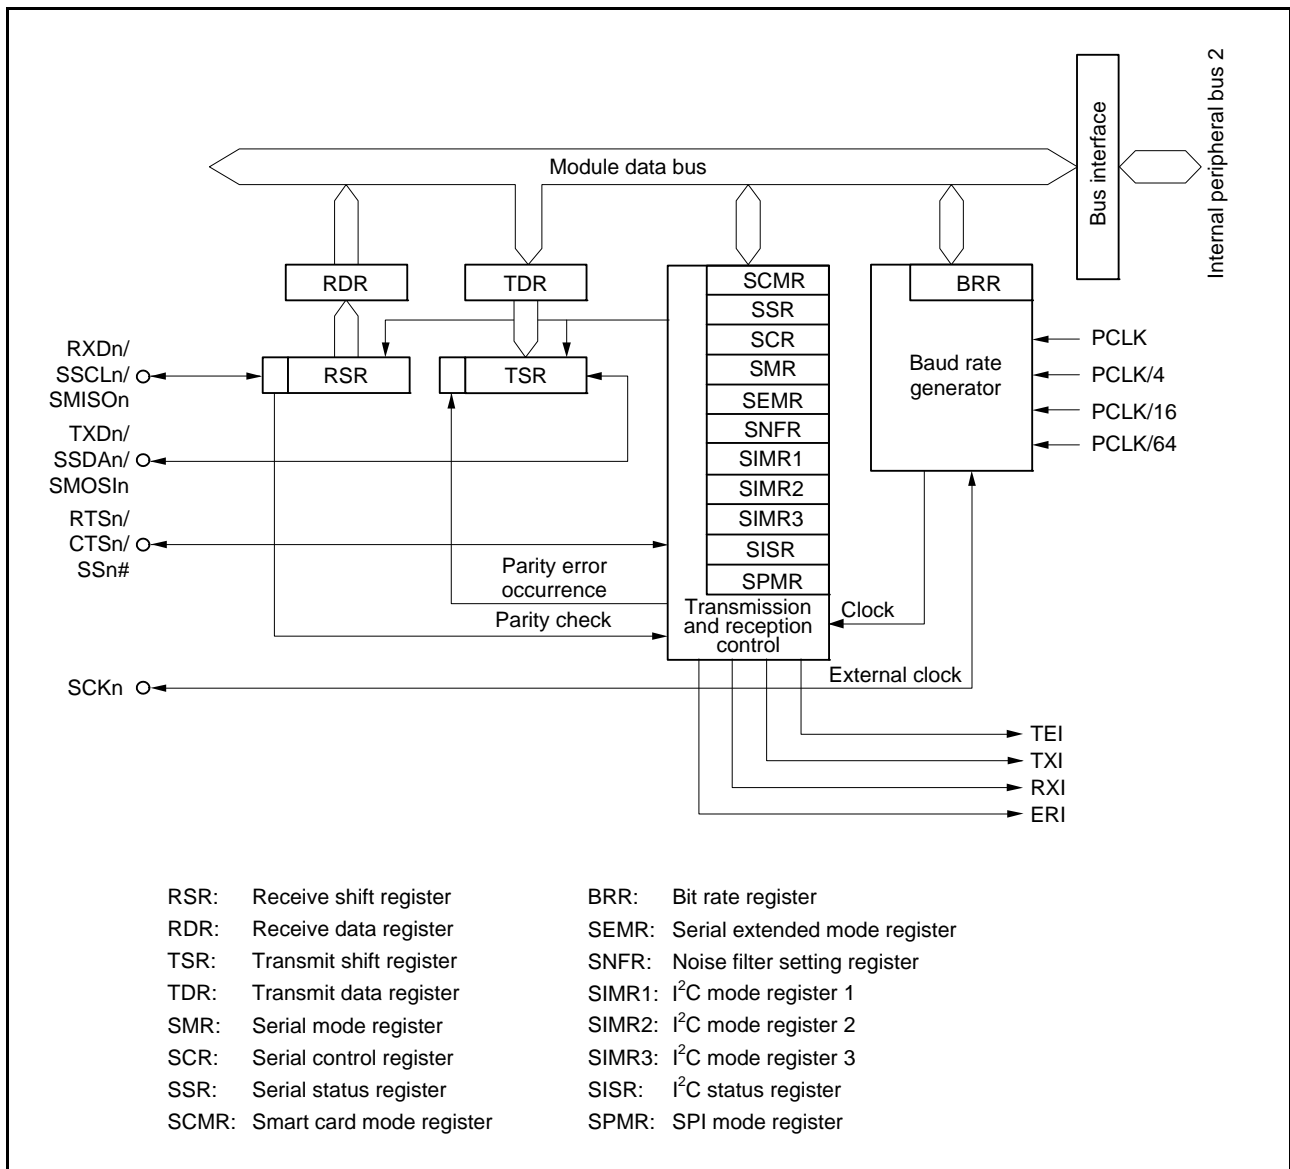 Module data bus
Bus interface
Internal peripheral bus 2
RDR
TDR
SCMR
SSR
SCR
SMR
SEMR
SNFR
SIMR1
SIMR2
SIMR3
SISR
SPMR
Transmission
and reception
control
BRR
Baud rate
generator
PCLK
PCLK/4
PCLK/16
PCLK/64
RXDn/
SSCLn/
SMISOn
RSR
TSR
TXDn/
SSDAn/
SMOSIn
RTSn/
CTSn/
SSn#
Parity error
occurrence
Parity check
Clock
SCKn
External clock
TEI
TXI
RXI
ERI
RSR: Receive shift register
RDR: Receive data register
TSR: Transmit shift register
TDR: Transmit data register
SMR: Serial mode register
SCR: Serial control register
SSR: Serial status register
SCMR: Smart card mode register
BRR: Bit rate register
SEMR: Serial extended mode register
SNFR: Noise filter setting register
SIMR1: I²C mode register 1
SIMR2: I²C mode register 2
SIMR3: I²C mode register 3
SISR: I²C status register
SPMR: SPI mode register